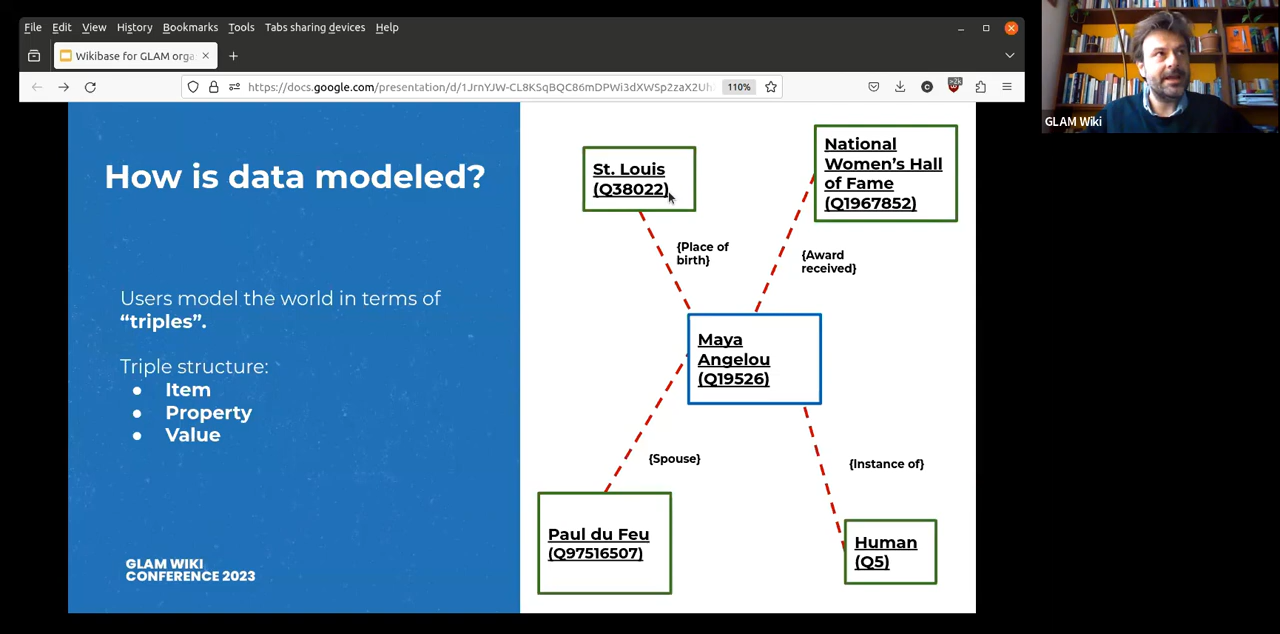 File Edit View History Bookmarks Tools Tabs sharing devices Help
Wikibase for GLAM orga
https://docs.google.com/presentation/d/1JrnYJW-CL8KSqBQC86mDPWi3dXWSp2zaX2Uh
110%
>2k
GLAM Wiki
How is data modeled?
Users model the world in terms of
“triples”.
Triple structure:
● Item
● Property
● Value
GLAM WIKI
CONFERENCE 2023
St. Louis
(Q38022)
National
Women’s Hall
of Fame
(Q1967852)
{Place of
birth}
{Award
received}
Maya
Angelou
(Q19526)
{Spouse}
{Instance of}
Paul du Feu
(Q97516507)
Human
(Q5)